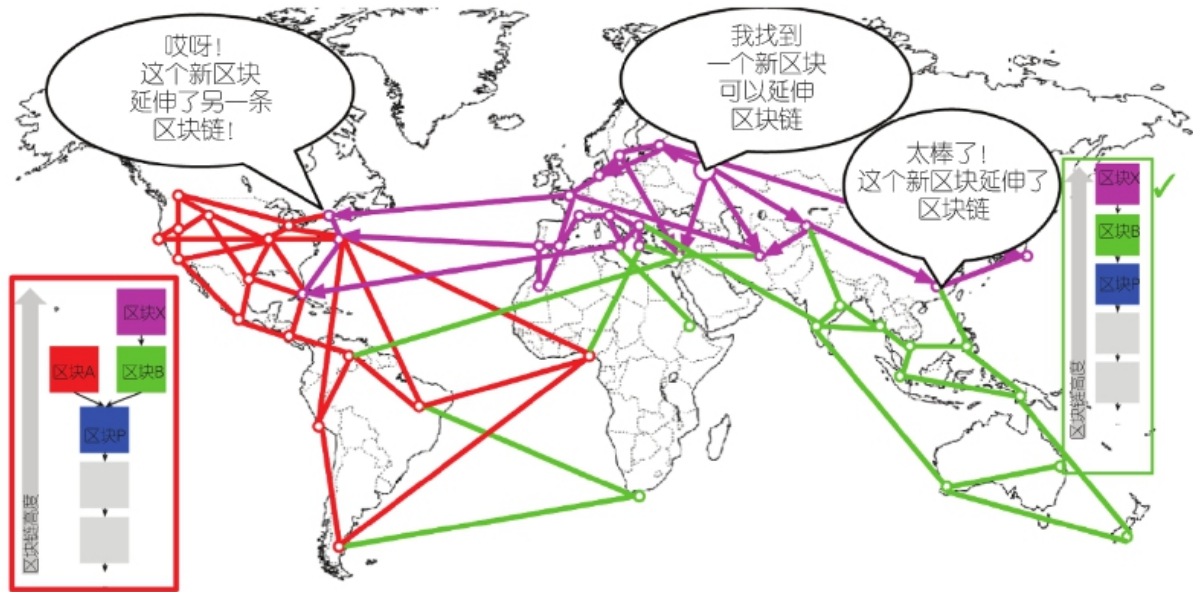 哎呀！
这个新区块
延伸了另一条
区块链！
我找到
一个新区块
可以延伸
区块链
太棒了！
这个新区块延伸了
区块链
区块X
区块A
区块B
区块P
区块链高度
区块X
区块B
区块P
区块链高度